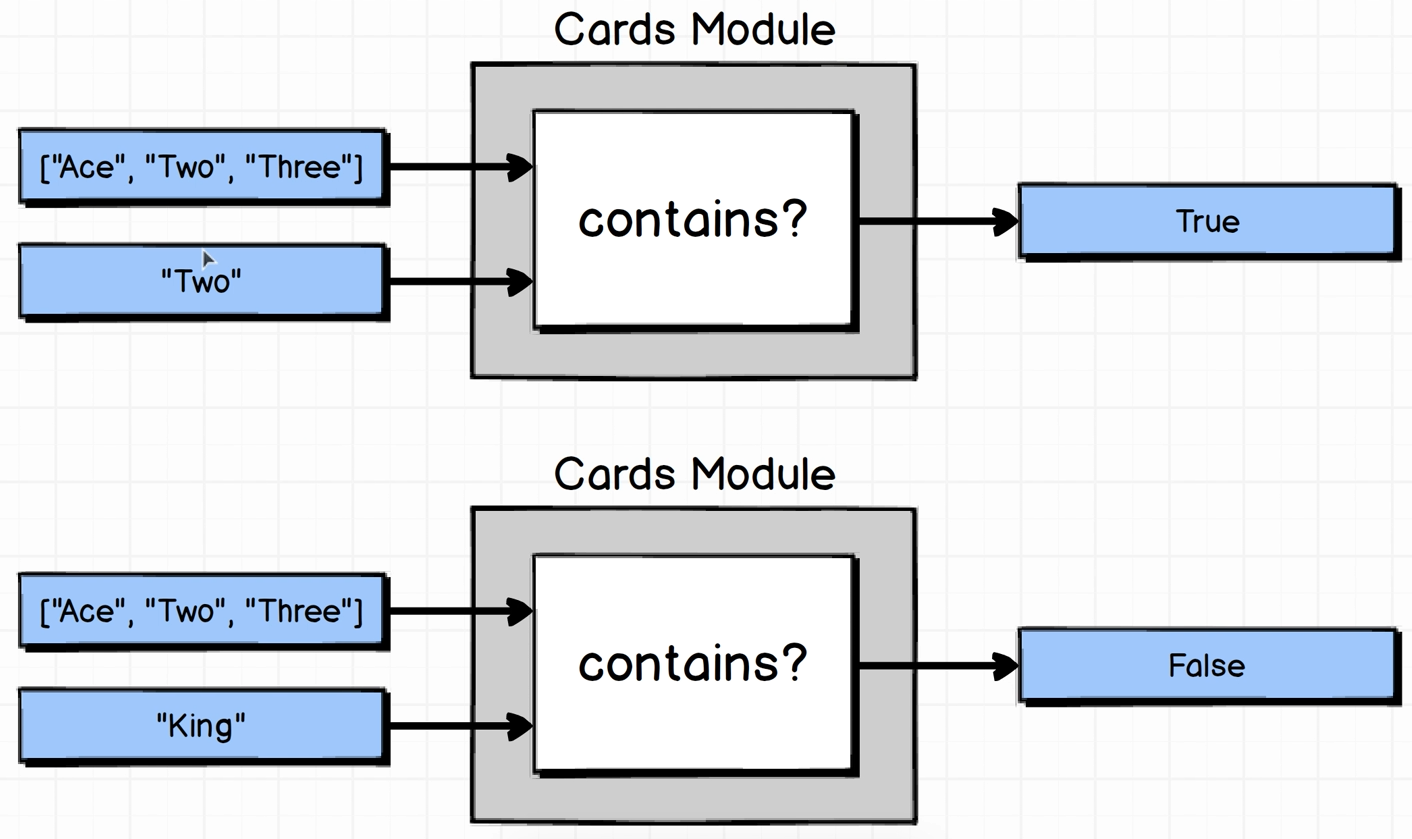 Cards Module
["Ace", "Two", "Three"]
"Two"
contains?
True
Cards Module
["Ace", "Two", "Three"]
"King"
contains?
False